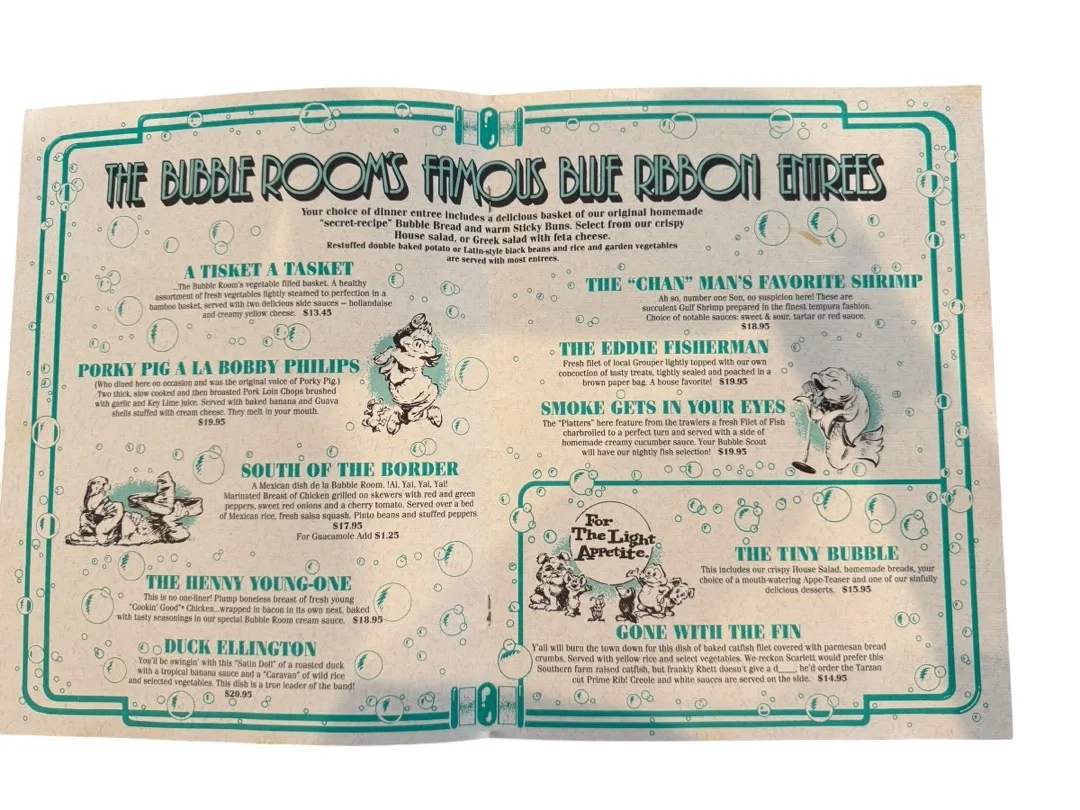 THE BUBBLE ROOM'S FAMOUS BLUE RIBBON ENTREES
Your choice of dinner entree includes a delicious basket of our original homemade
"secret-recipe" Bubble Bread and warm Sticky Buns. Select from our crispy
House salad, or Greek salad with feta cheese.
Restuffed double baked potato or Latin-style black beans and rice and garden vegetables
are served with most entrees.
A TISKET A TASKET
...The Bubble Room's vegetable filled basket. A healthy
assortment of fresh vegetables lightly steamed to perfection in a
bamboo basket, served with two delicious side sauces – hollandaise
and creamy yellow cheese. $13.45
PORKY PIG A LA BOBBY PHILIPS
(Who dined here on occasion and was the original voice of Porky Pig.)
Two thick, slow cooked and then broasted Pork Loin Chops brushed
with garlic and Key Lime juice. Served with baked banana and Guava
shells stuffed with cream cheese. They melt in your mouth.
$19.95
SOUTH OF THE BORDER
A Mexican dish de la Bubble Room. !Al, Yai, Yai, Yai!
Marinated Breast of Chicken grilled on skewers with red and green
peppers, sweet red onions and a cherry tomato. Served over a bed
of Mexican rice, fresh salsa squash, Pinto beans and stuffed peppers.
$17.95
For Guacamole Add $1.25
THE HENNY YOUNG-ONE
This is no one-liner! Plump boneless breast of fresh young
"Cookin' Good"® Chicken...wrapped in bacon in its own nest, baked
with tasty seasonings in our special Bubble Room cream sauce. $18.95
DUCK ELLINGTON
You'll be swingin' with this "Satin Doll" of a roasted duck
with a tropical banana sauce and a "Caravan" of wild rice
and selected vegetables. This dish is a true leader of the band!
$20.95
THE "CHAN" MAN'S FAVORITE SHRIMP
Ah so, number one Son, no suspicion here! These are
succulent Gulf Shrimp prepared in the finest tempura fashion.
Choice of notable sauces: sweet & sour, tartar or red sauce.
$18.95
THE EDDIE FISHERMAN
Fresh filet of local Grouper lightly topped with our own
concoction of tasty treats, tightly sealed and poached in a
brown paper bag. A house favorite! $19.95
SMOKE GETS IN YOUR EYES
The "Platters" here feature from the trawlers a fresh Filet of Fish
charbroiled to a perfect turn and served with a side of
homemade creamy cucumber sauce. Your Bubble Scout
will have our nightly fish selection! $19.95
For
The Light
Appetite.
THE TINY BUBBLE
This includes our crispy House Salad, homemade breads, your
choice of a mouth-watering Appe-Teaser and one of our sinfully
delicious desserts. $15.95
GONE WITH THE FIN
Y'all will burn the town down for this dish of baked catfish filet covered with parmesan bread
crumbs. Served with yellow rice and select vegetables. We reckon Scarlett would prefer this
Southern farm raised catfish, but frankly Rhett doesn't give a d____, he'd order the Tarzan
cut Prime Rib! Creole and white sauces are served on the side. $14.95